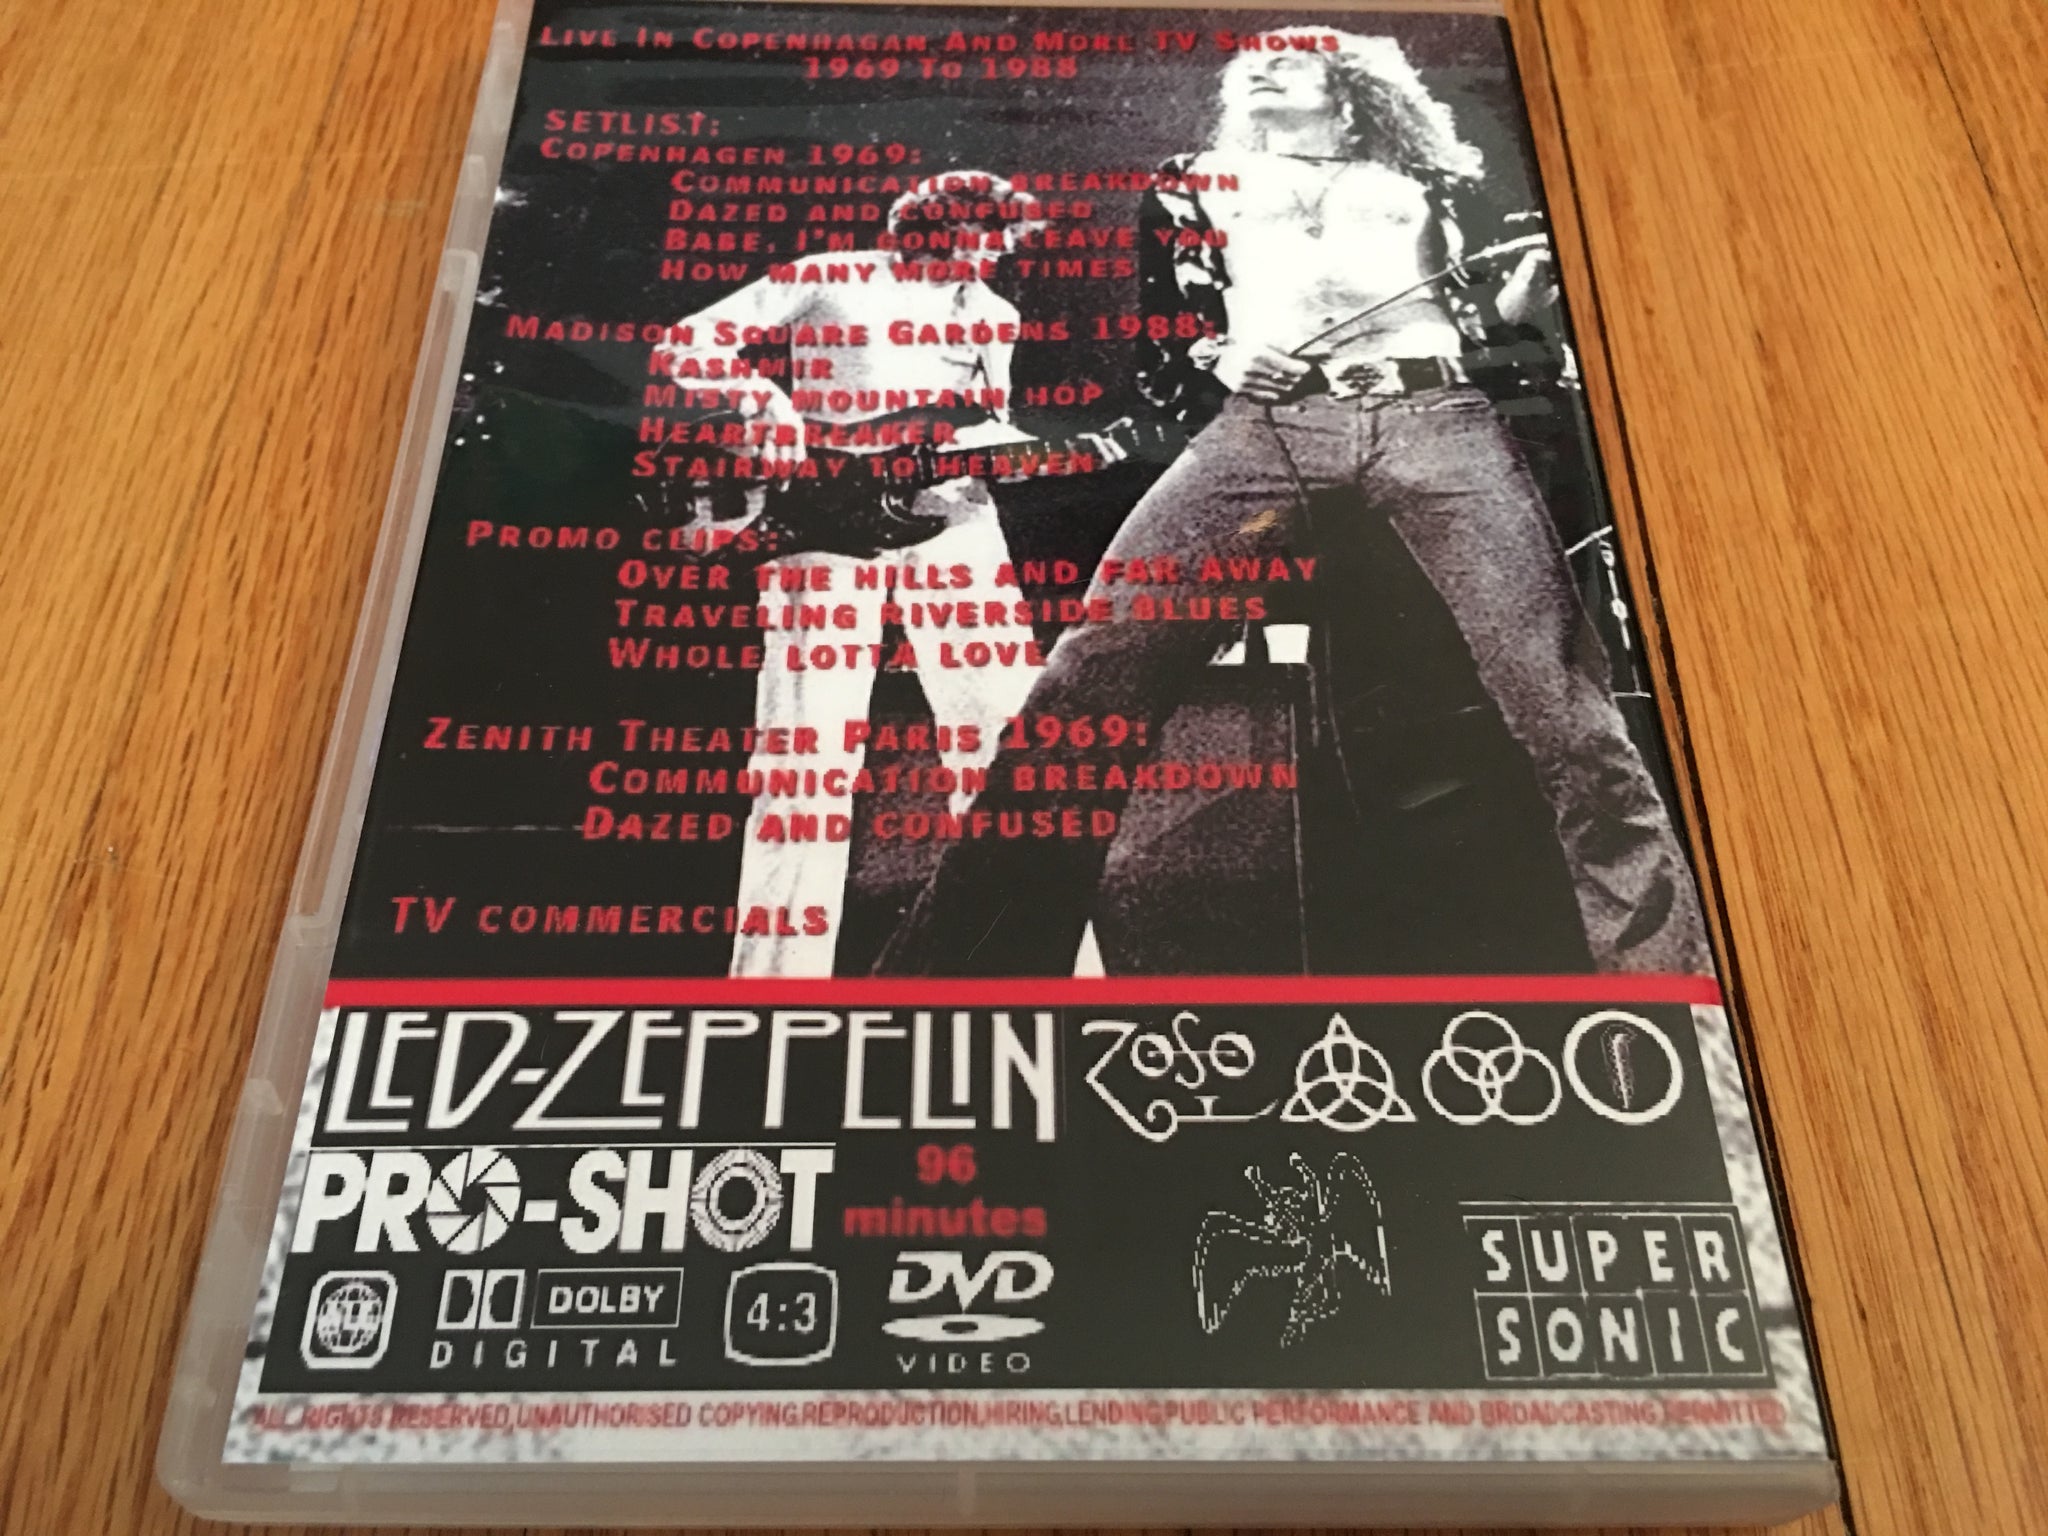 Live In Copenhagan And More TV Shows
1969 To 1988
SETLIST:
Copenhagen 1969:
Communication breakdown
Dazed and confused
Babe, I'm gonna leave you
How many more times
Madison Square Gardens 1988:
Kashmir
Misty mountain hop
Heartbreaker
Stairway to heaven
Promo clips:
Over the hills and far away
Traveling riverside blues
Whole lotta love
Zenith Theater Paris 1969:
Communication breakdown
Dazed and confused
TV commercials
LED-ZEPPELIN ZOSO
PRO-SHOT
96
minutes
ALL
DOLBY
DIGITAL
4:3
DVD
VIDEO
SUPER
SONIC
ALL RIGHTS RESERVED,UNAUTHORISED COPYING,REPRODUCTION,HIRING,LENDING,PUBLIC PERFORMANCE AND BROADCASTING PERMITTED